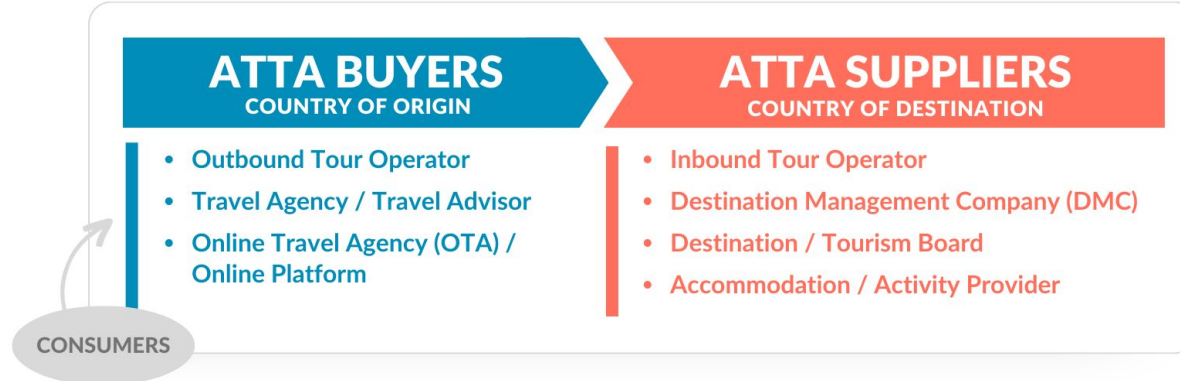 ATTA BUYERS
COUNTRY OF ORIGIN
• Outbound Tour Operator
• Travel Agency / Travel Advisor
• Online Travel Agency (OTA) /
Online Platform
ATTA SUPPLIERS
COUNTRY OF DESTINATION
• Inbound Tour Operator
• Destination Management Company (DMC)
• Destination / Tourism Board
• Accommodation / Activity Provider
CONSUMERS